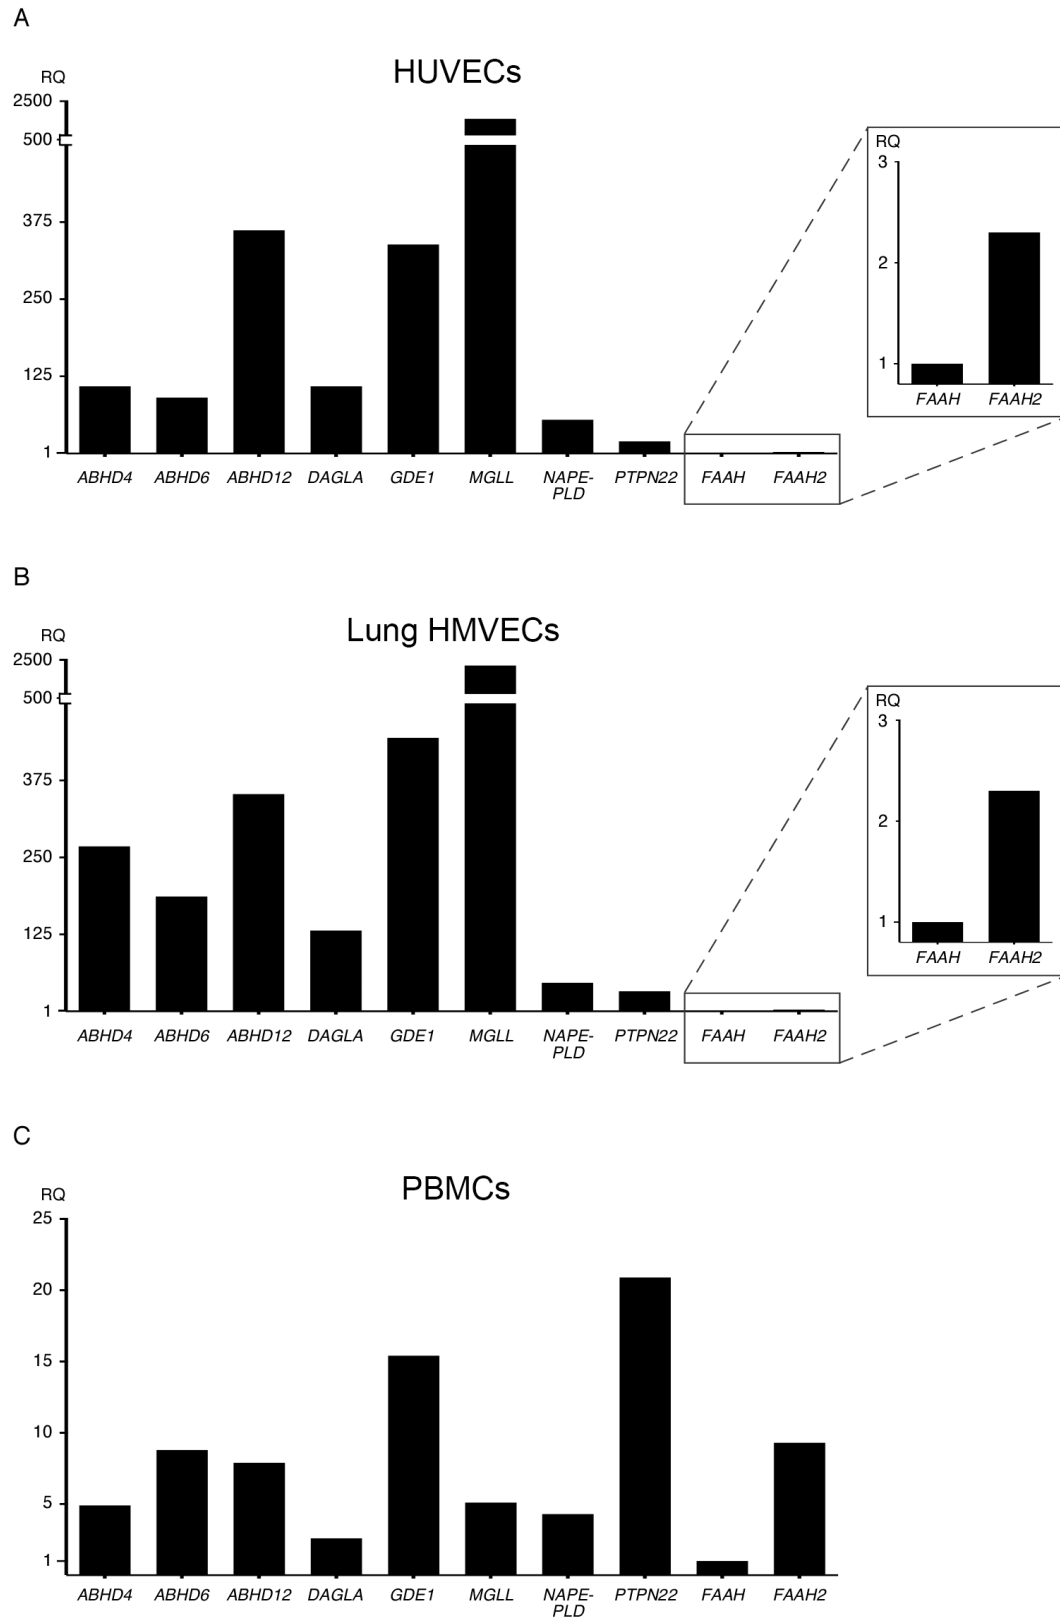 A
HUVECs
RQ
2500
500
375
250
125
1
ABHD4 ABHD6 ABHD12 DAGLA GDE1 MGLL NAPE- PTPN22 FAAH FAAH2
PLD
RQ
3
2
1
FAAH FAAH2
B
Lung HMVECs
RQ
2500
500
375
250
125
1
ABHD4 ABHD6 ABHD12 DAGLA GDE1 MGLL NAPE- PTPN22 FAAH FAAH2
PLD
RQ
3
2
1
FAAH FAAH2
C
PBMCs
RQ
25
20
15
10
5
1
ABHD4 ABHD6 ABHD12 DAGLA GDE1 MGLL NAPE- PTPN22 FAAH FAAH2
PLD